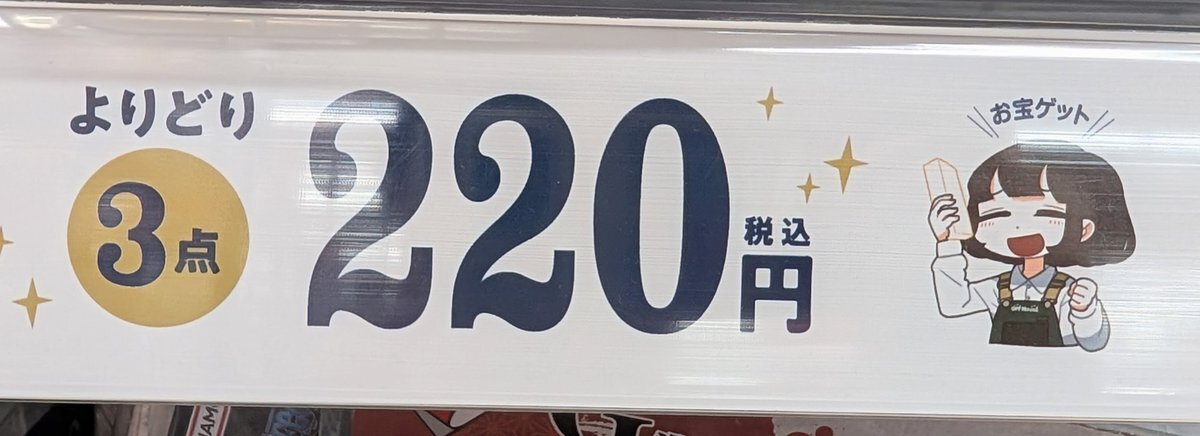 よりどり
3点
220
税込
円
お宝ゲット